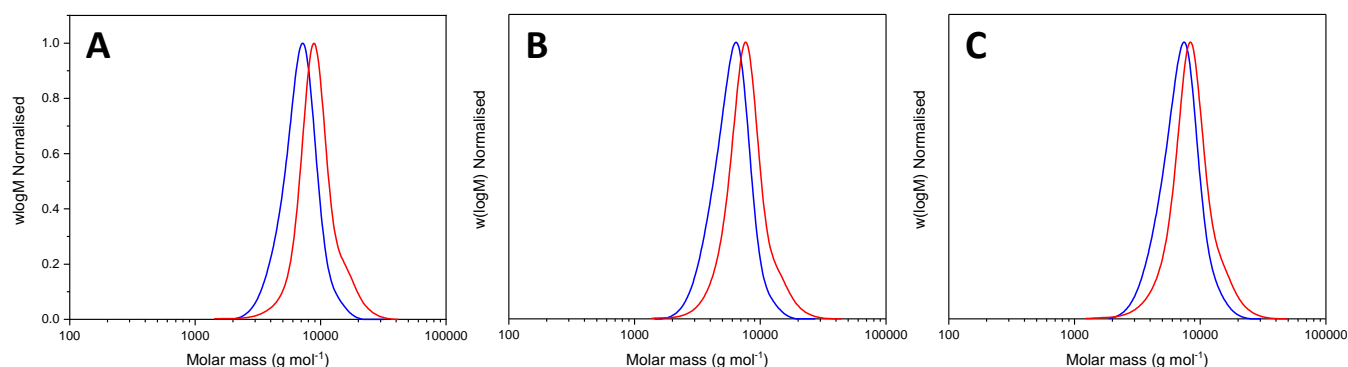 A
B
C
wlogM Normalised
1.0
0.8
0.6
0.4
0.2
0.0
100
1000
10000
100000
Molar mass (g mol⁻¹)
w(logM) Normalised
100
1000
10000
100000
Molar mass (g mol⁻¹)
w(logM) Normalised
100
1000
10000
100000
Molar mass (g mol⁻¹)